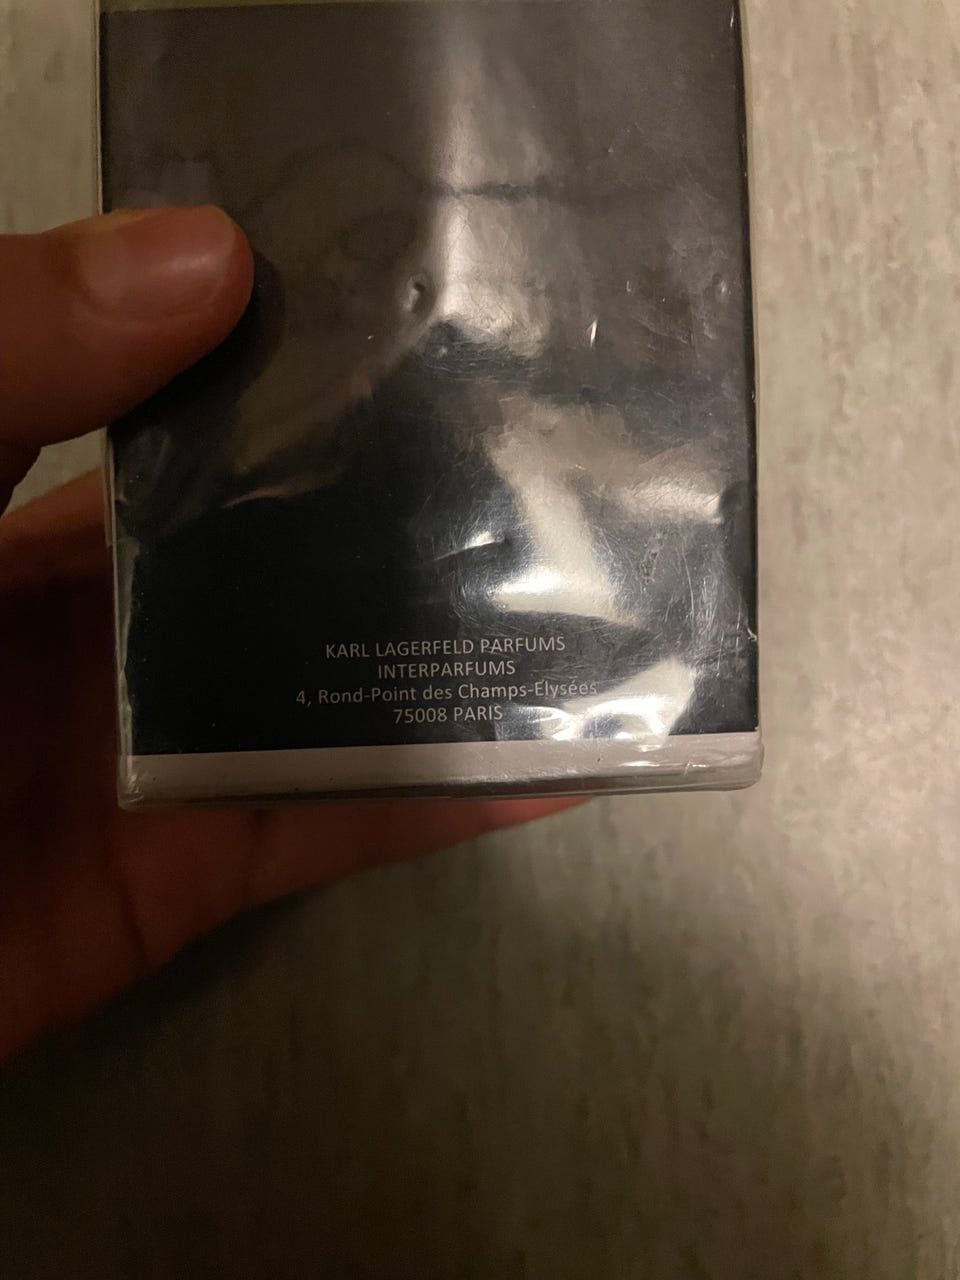 KARL LAGERFELD PARFUMS
INTERPARFUMS
4, Rond-Point des Champs-Elysées
75008 PARIS